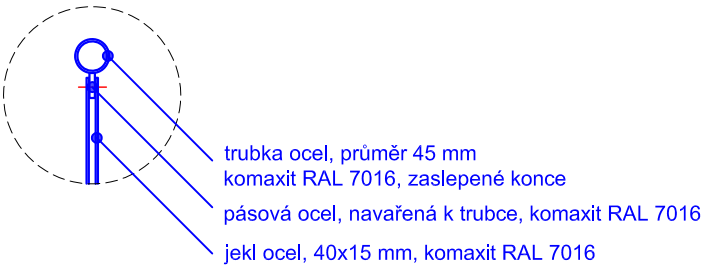 trubka ocel, průměr 45 mm
komaxit RAL 7016, zaslepené konce
pásová ocel, navařená k trubce, komaxit RAL 7016
jekl ocel, 40x15 mm, komaxit RAL 7016